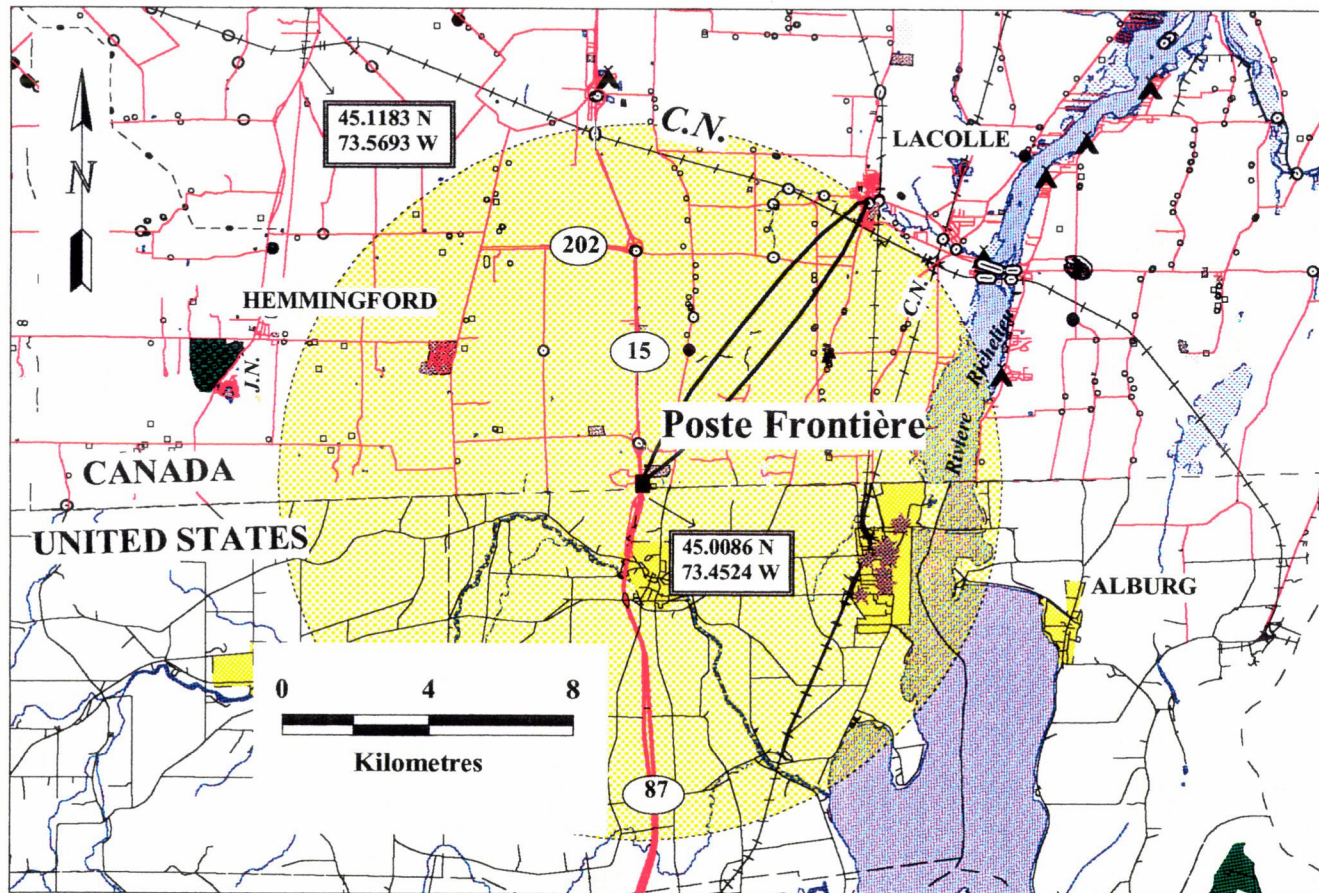 45.1183 N
73.5693 W
C.N.
LACOLLE
N
202
HEMMINGFORD
C.N.
15
J.N.
Richelieu
Rivière
Poste Frontière
CANADA
UNITED STATES
45.0086 N
73.4524 W
ALBURG
0 4 8
Kilometres
87